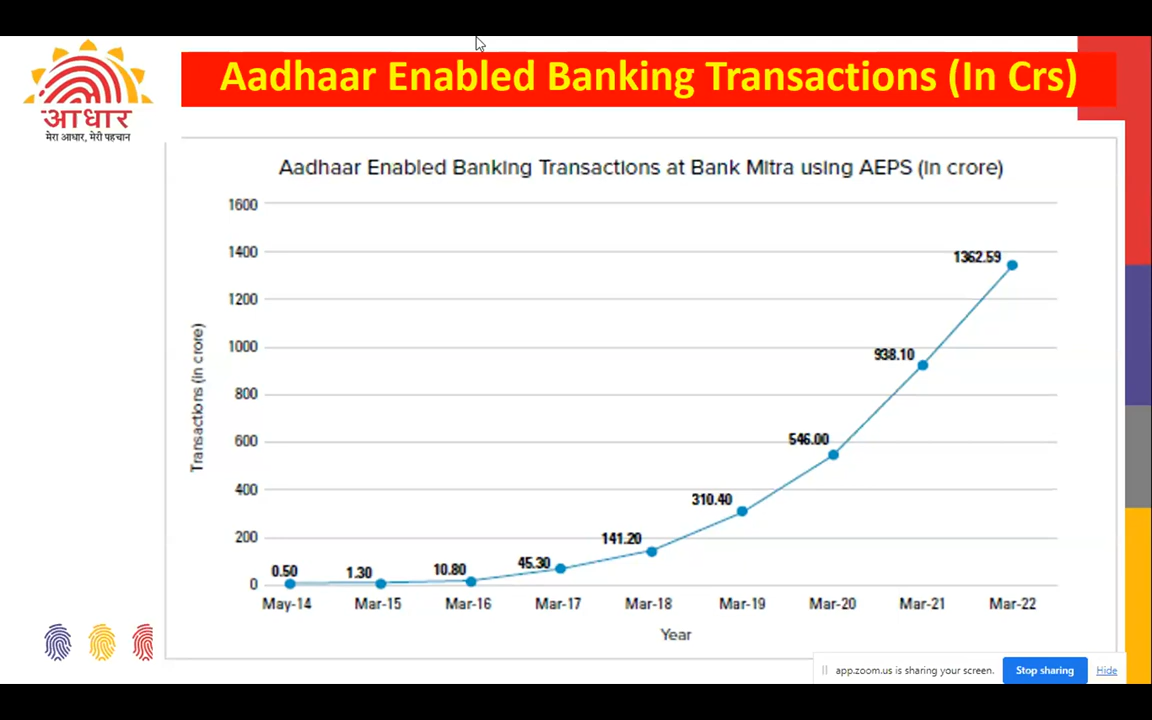 Aadhaar Enabled Banking Transactions (In Crs)
आधार
मेरा आधार, मेरी पहचान
Aadhaar Enabled Banking Transactions at Bank Mitra using AEPS (in crore)
Transactions (in crore)
1600
1400
1200
1000
800
600
400
200
0
0.50
1.30
10.80
45.30
141.20
310.40
546.00
938.10
1362.59
May-14 Mar-15 Mar-16 Mar-17 Mar-18 Mar-19 Mar-20 Mar-21 Mar-22
Year
app.zoom.us is sharing your screen. Stop sharing Hide